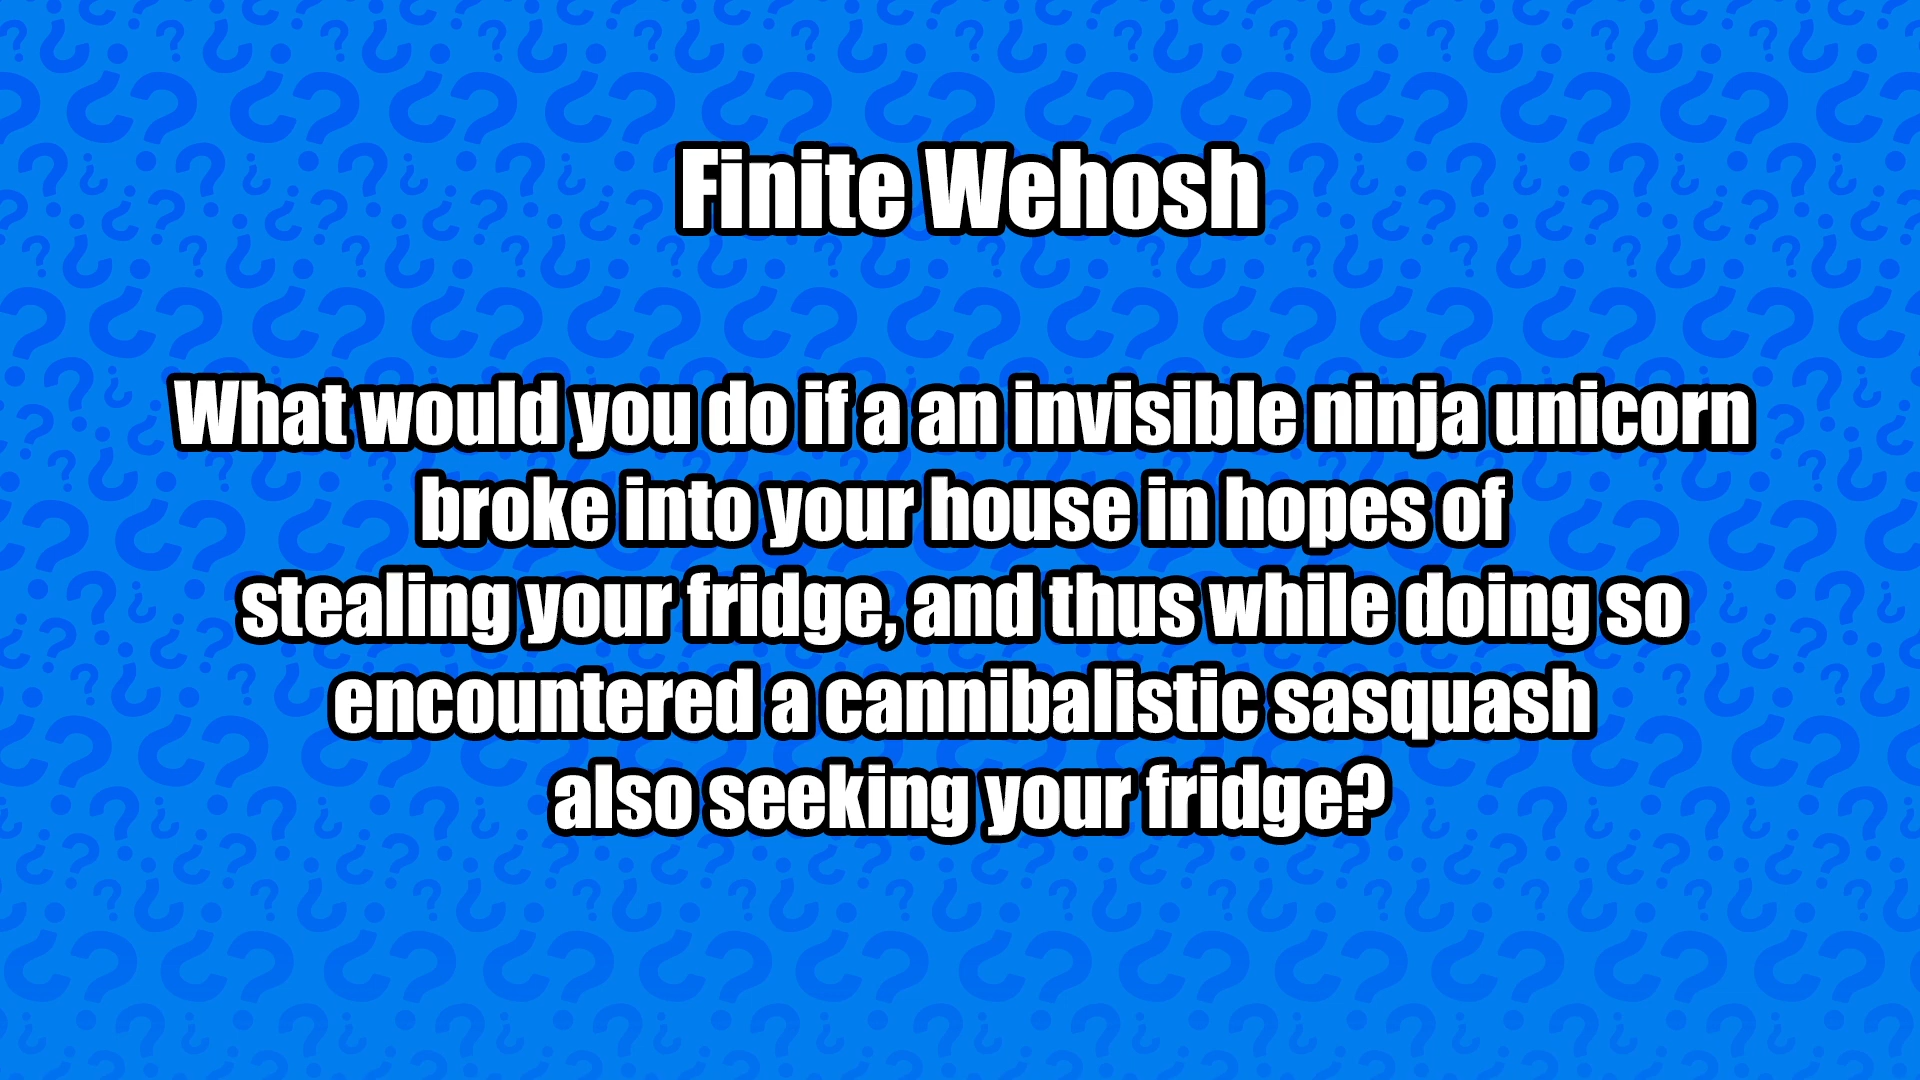 Finite Wehosh
What would you do if a an invisible ninja unicorn
broke into your house in hopes of
stealing your fridge, and thus while doing so
encountered a cannibalistic sasquash
also seeking your fridge?